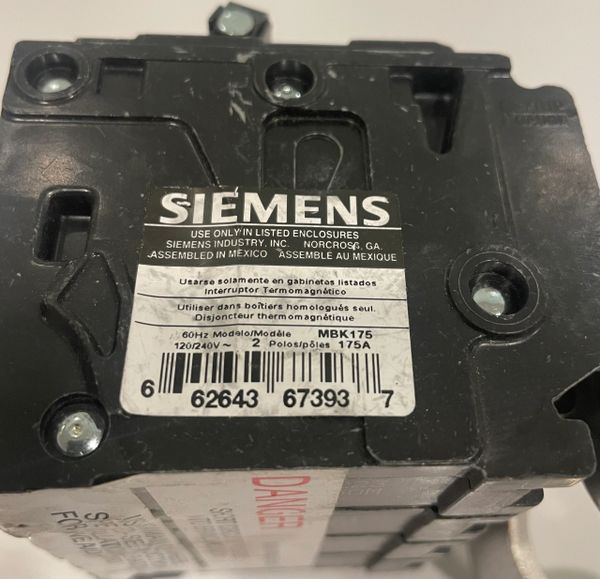 SIEMENS
USE ONLY IN LISTED ENCLOSURES
SIEMENS INDUSTRY, INC. NORCROSS, GA.
ASSEMBLED IN MEXICO ASSEMBLÉ AU MEXIQUE
Usarse solamente en gabinetes listados
Interruptor Termomagnético
Utiliser dans boîtiers homologués seul.
Disjoncteur thermomagnétique
60Hz Modelo/Modèle MBK175
120/240V~ 2 Polos/pôles 175A
6 62643 67393 7
DANGER